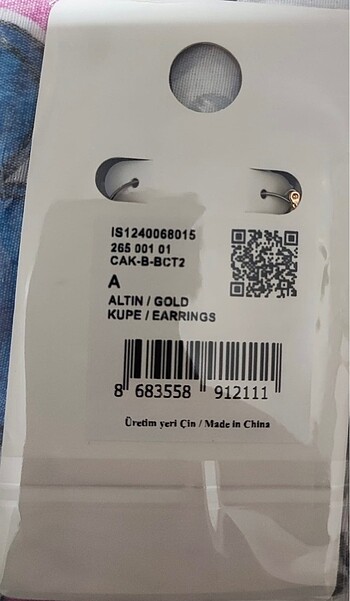 IS1240068015
265 001 01
CAK-B-BCT2
A
ALTIN / GOLD
KUPE / EARRINGS
8 683558 912111
Üretim yeri Çin / Made in China